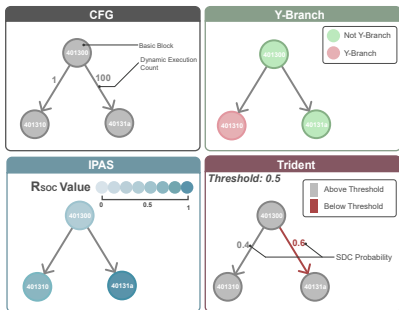 CFG
401300
Basic Block
Dynamic Execution
Count
1
100
401310
40131a
Y-Branch
401300
Not Y-Branch
Y-Branch
401310
40131a
IPAS
RSOC Value
0
0.5
1
401300
401310
40131a
Trident
Threshold: 0.5
Above Threshold
Below Threshold
401300
0.4
0.6
SDC Probability
401310
40131a